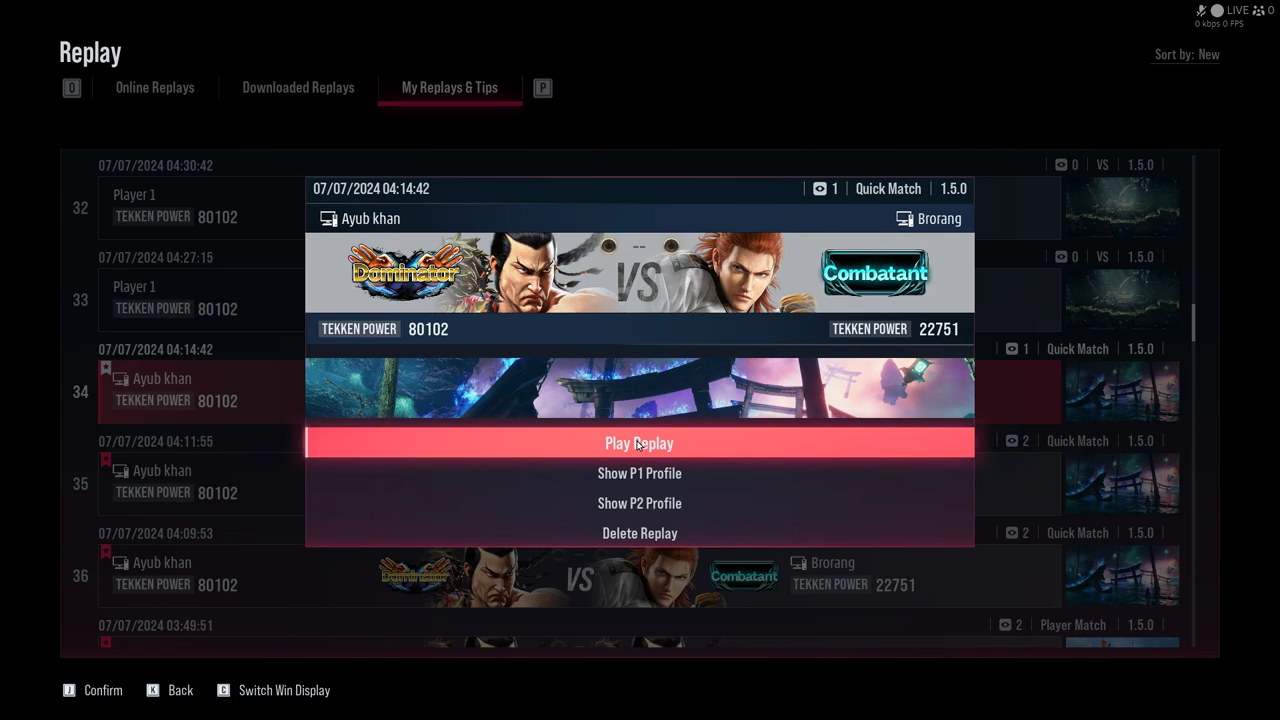 LIVE 0
0 kbps 0 FPS
Replay
Sort by: New
O Online Replays Downloaded Replays My Replays & Tips P
07/07/2024 04:30:42 0 VS 1.5.0
32 Player 1
TEKKEN POWER 80102
07/07/2024 04:27:15 0 VS 1.5.0
33 Player 1
TEKKEN POWER 80102
07/07/2024 04:14:42 1 Quick Match 1.5.0
34 Ayub khan
TEKKEN POWER 80102
07/07/2024 04:14:42 1 Quick Match 1.5.0
Ayub khan Brorang
Dominator VS Combatant
--
TEKKEN POWER 80102 TEKKEN POWER 22751
Play Replay
Show P1 Profile
Show P2 Profile
Delete Replay
07/07/2024 04:11:55 2 Quick Match 1.5.0
35 Ayub khan
TEKKEN POWER 80102
07/07/2024 04:09:53 2 Quick Match 1.5.0
36 Ayub khan Dominator VS Combatant Brorang
TEKKEN POWER 80102 TEKKEN POWER 22751
07/07/2024 03:49:51 2 Player Match 1.5.0
J Confirm K Back C Switch Win Display